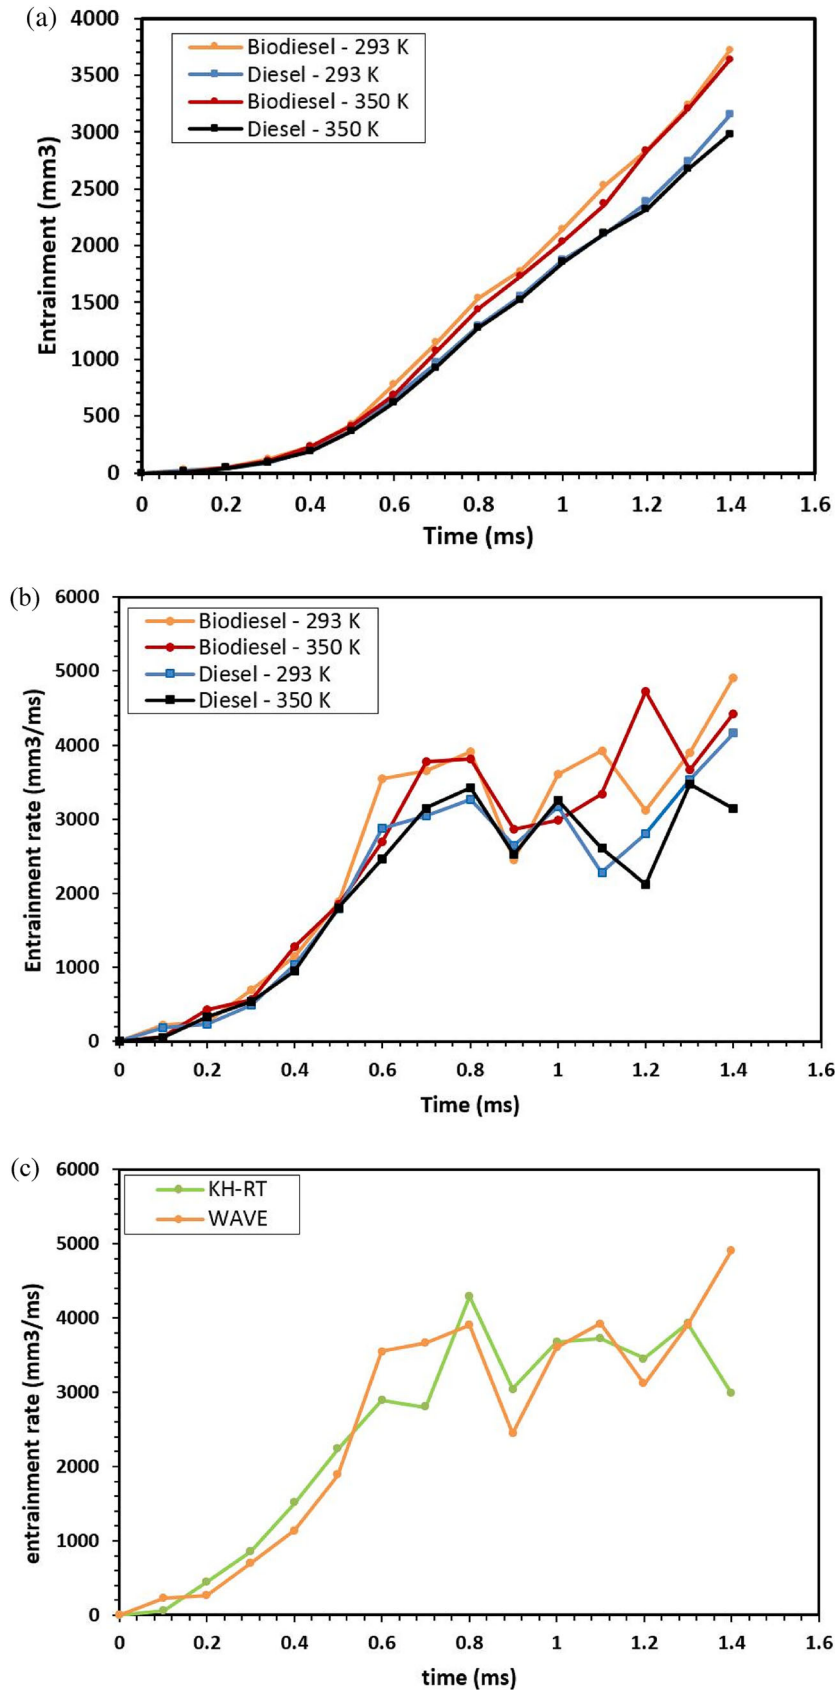 (a)
Entrainment (mm3)
4000
3500
3000
2500
2000
1500
1000
500
0
Biodiesel - 293 K
Diesel - 293 K
Biodiesel - 350 K
Diesel - 350 K
0 0.2 0.4 0.6 0.8 1 1.2 1.4 1.6
Time (ms)
(b)
Entrainment rate (mm3/ms)
6000
5000
4000
3000
2000
1000
0
Biodiesel - 293 K
Biodiesel - 350 K
Diesel - 293 K
Diesel - 350 K
0 0.2 0.4 0.6 0.8 1 1.2 1.4 1.6
Time (ms)
(c)
entrainment rate (mm3/ms)
6000
5000
4000
3000
2000
1000
0
KH-RT
WAVE
0 0.2 0.4 0.6 0.8 1 1.2 1.4 1.6
time (ms)